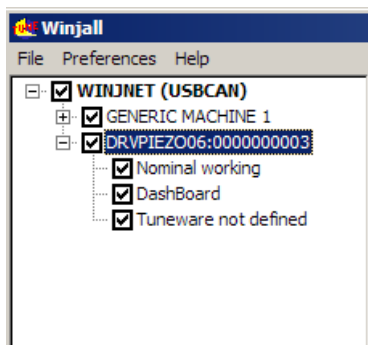 Winjall
File Preferences Help
WINJNET (USBCAN)
GENERIC MACHINE 1
DRVPIEZO06:0000000003
Nominal working
DashBoard
Tuneware not defined